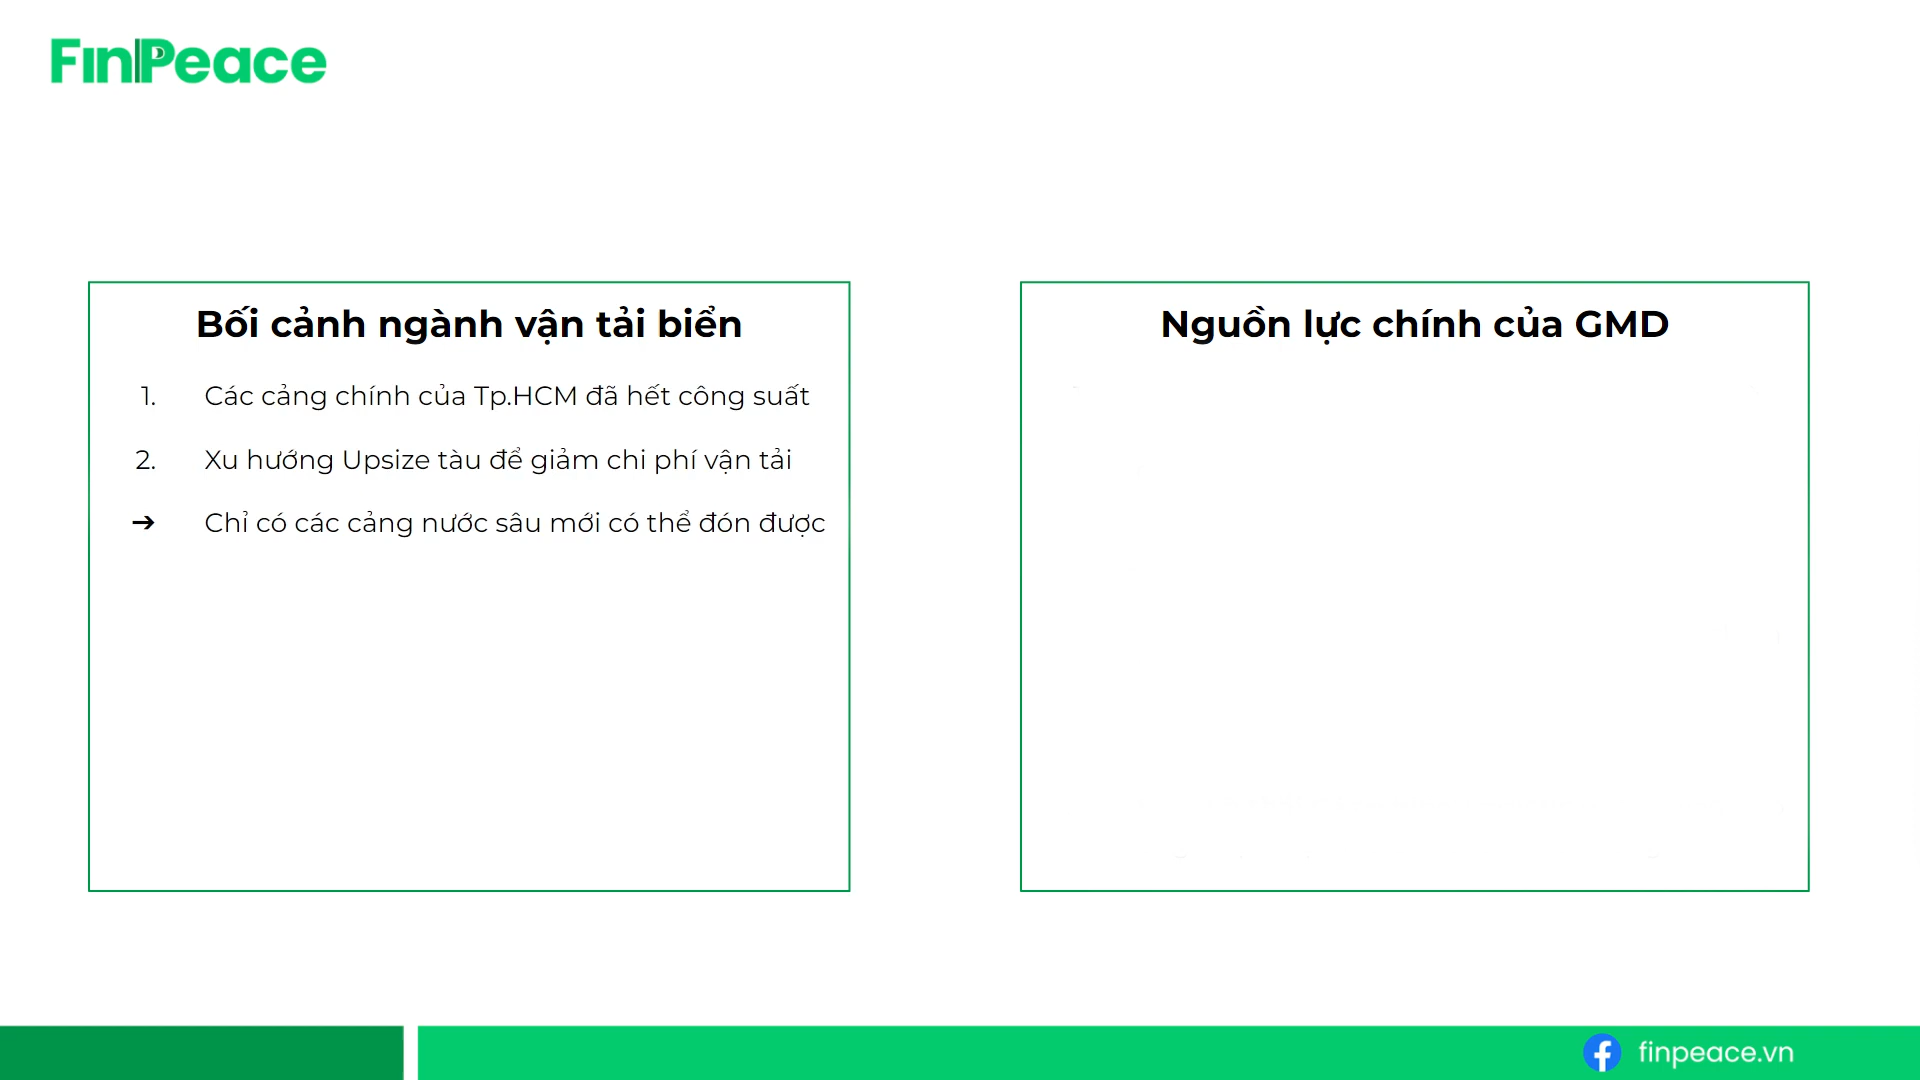 FinPeace
Bối cảnh ngành vận tải biển
1. Các cảng chính của Tp.HCM đã hết công suất
2. Xu hướng Upsize tàu để giảm chi phí vận tải
➔ Chỉ có các cảng nước sâu mới có thể đón được
Nguồn lực chính của GMD
finpeace.vn